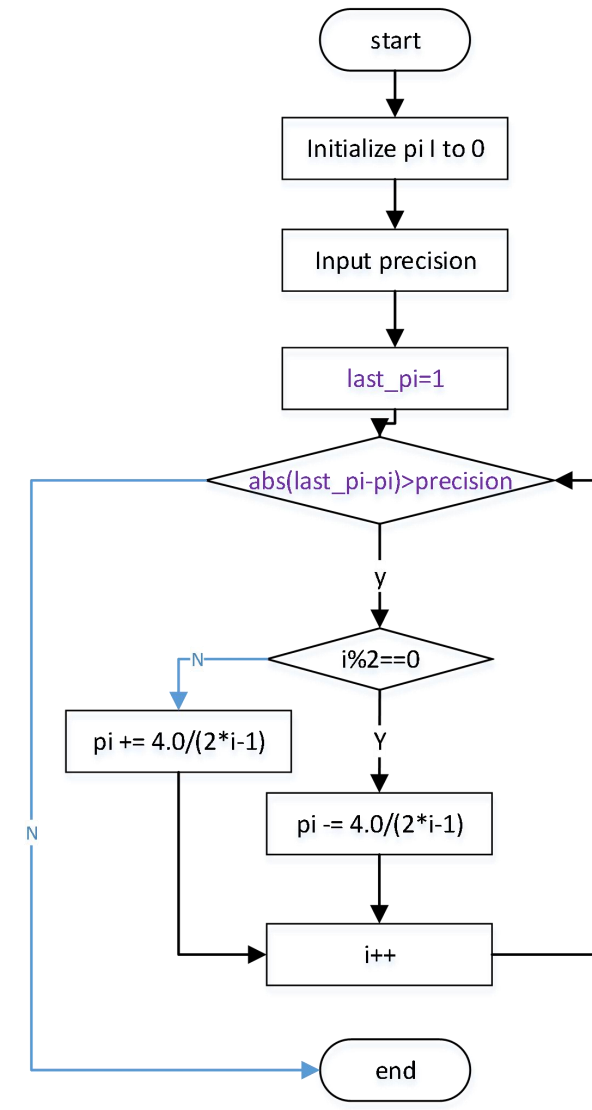 start
Initialize pi I to 0
Input precision
last_pi=1
abs(last_pi-pi)>precision
y
i%2==0
N
pi += 4.0/(2*i-1)
Y
pi -= 4.0/(2*i-1)
N
i++
end